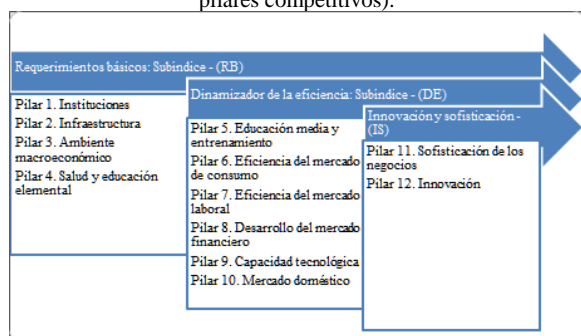 pilares competitivos).
Requerimientos básicos: Subindice - (RB)
Pilar 1. Instituciones
Pilar 2. Infraestructura
Pilar 3. Ambiente
macroeconómico
Pilar 4. Salud y educación
elemental
Dinamizador de la eficiencia: Subindice - (DE)
Pilar 5. Educación media y
entrenamiento
Pilar 6. Eficiencia del mercado
de consumo
Pilar 7. Eficiencia del mercado
laboral
Pilar 8. Desarrollo del mercado
financiero
Pilar 9. Capacidad tecnológica
Pilar 10. Mercado doméstico
Innovación y sofisticación -
(IS)
Pilar 11. Sofisticación de los
negocios
Pilar 12. Innovación